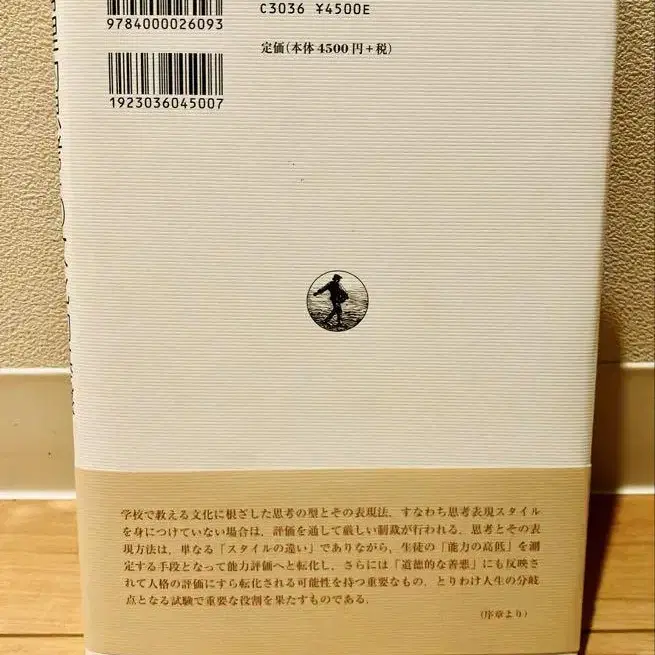 9784000026093
C3036 ¥4500E
定価(本体4500円+税)
1923036045007
学校で教える文化に根ざした思考の型とその表現法，すなわち思考表現スタイル
を身につけていない場合は，評価を通して厳しい制裁が行われる．思考とその表
現方法は，単なる「スタイルの違い」でありながら，生徒の「能力の高低」を測
定する手段となって能力評価へと転化し，さらには「道徳的な善悪」にも反映さ
れて人格の評価にすら転化される可能性を持つ重要なもの，とりわけ人生の分岐
点となる試験で重要な役割を果たすものである．
(序章より)